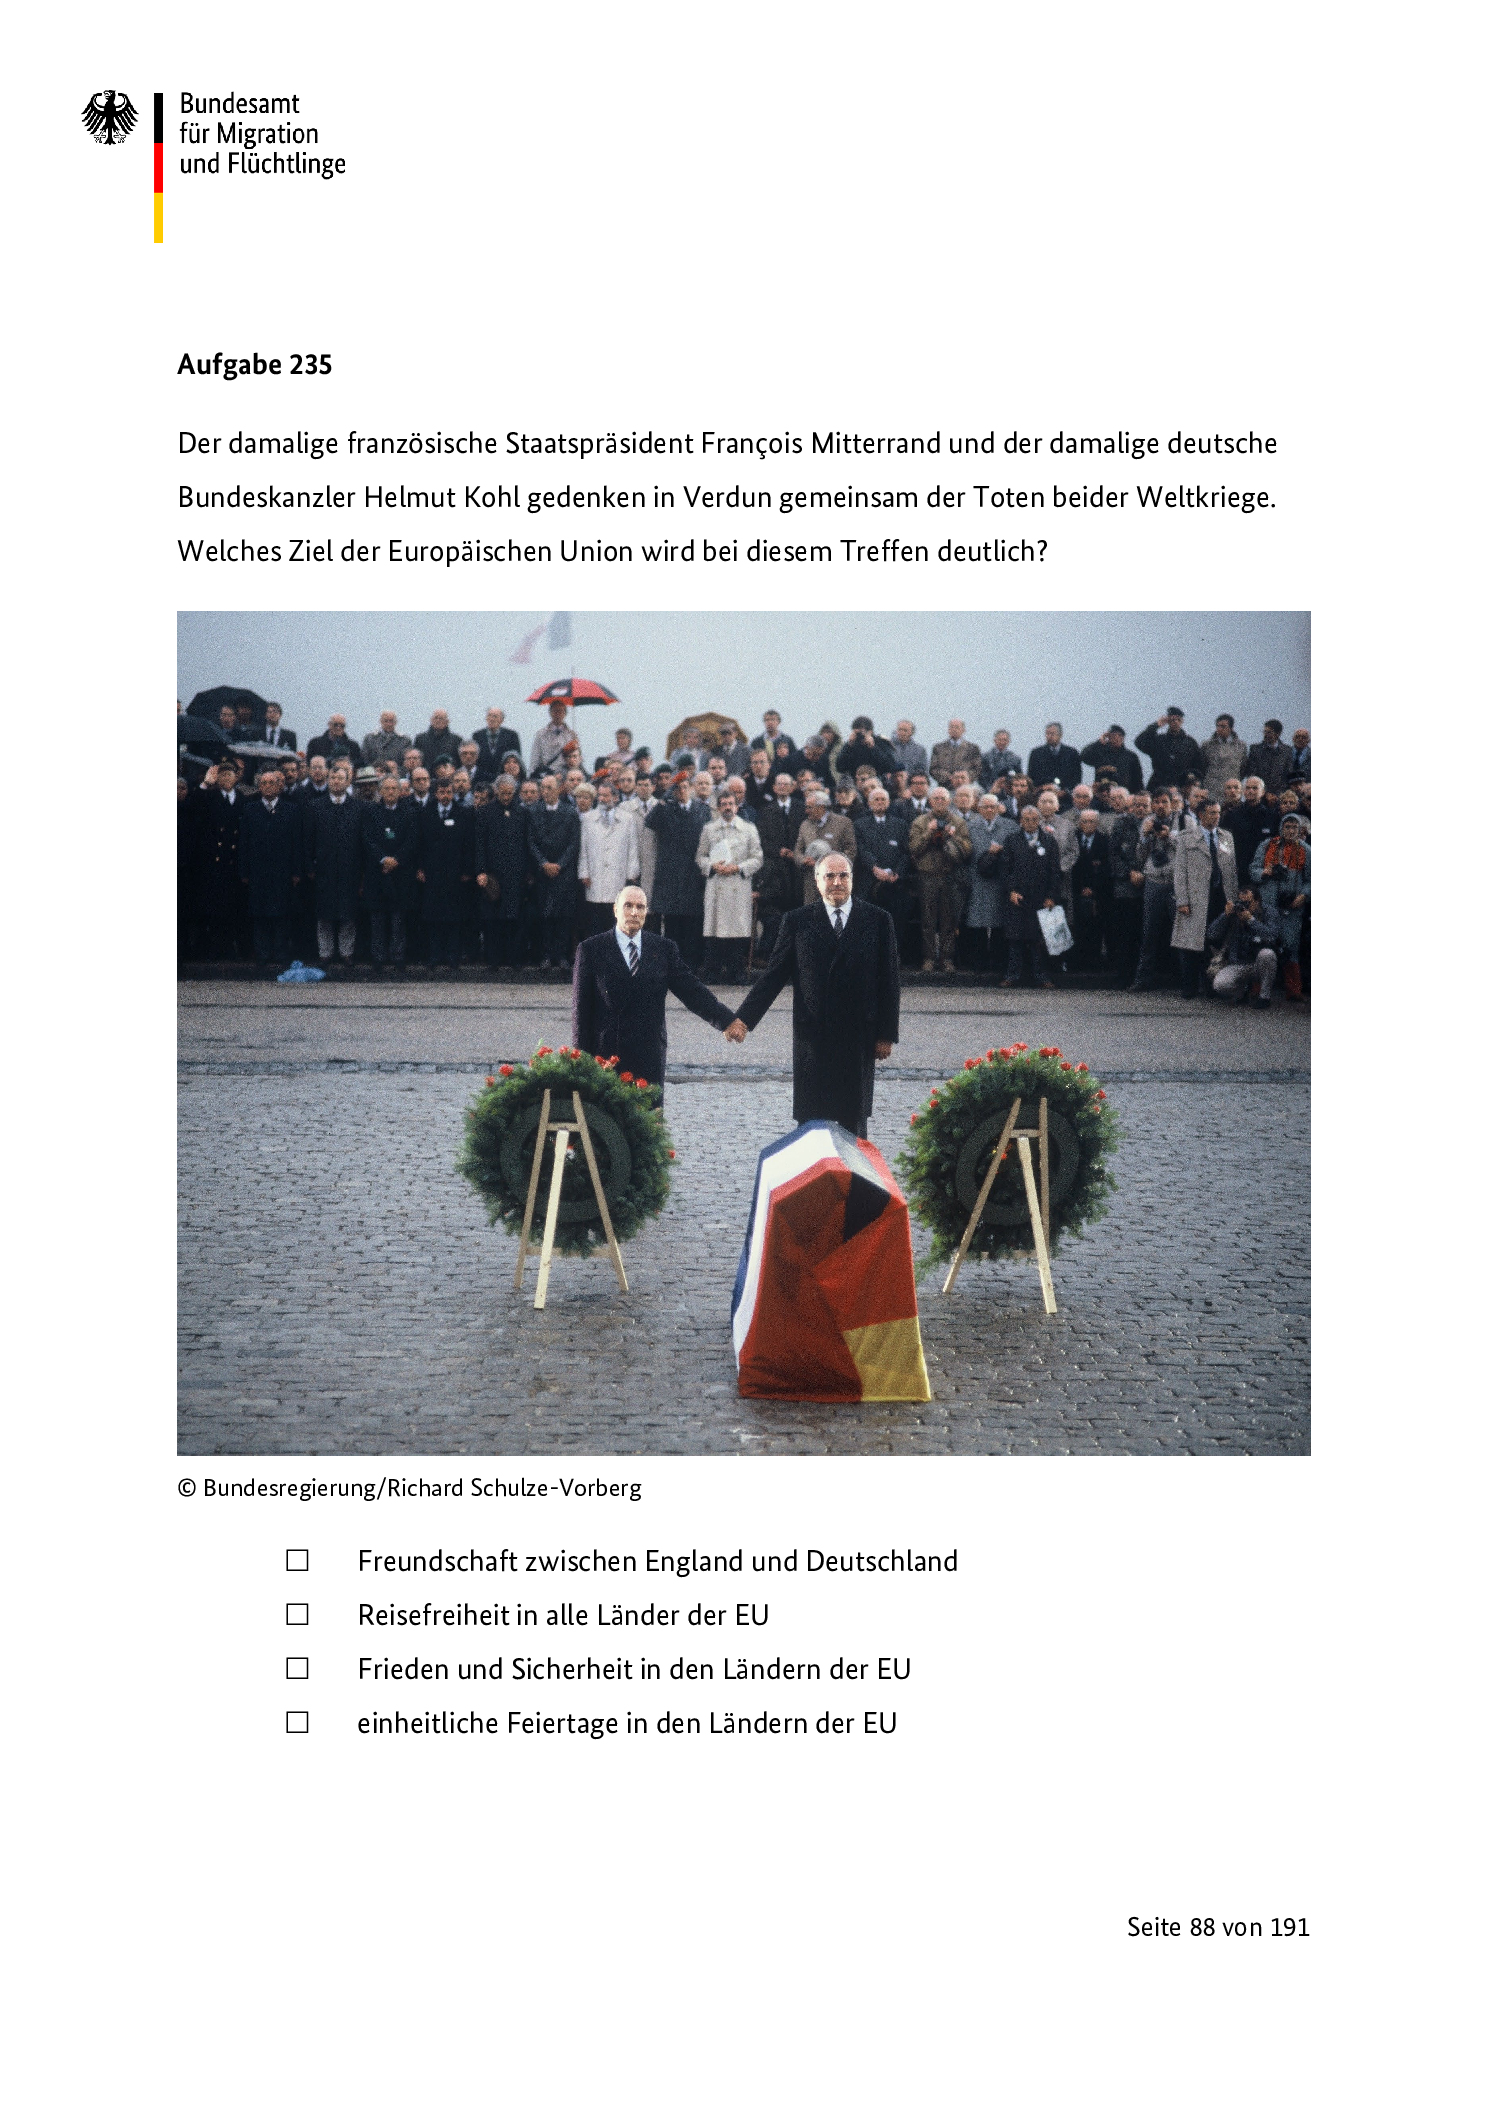 Bundesamt
für Migration
und Flüchtlinge
Aufgabe 235
Der damalige französische Staatspräsident François Mitterrand und der damalige deutsche
Bundeskanzler Helmut Kohl gedenken in Verdun gemeinsam der Toten beider Weltkriege.
Welches Ziel der Europäischen Union wird bei diesem Treffen deutlich?
© Bundesregierung/Richard Schulze-Vorberg
☐ Freundschaft zwischen England und Deutschland
☐ Reisefreiheit in alle Länder der EU
☐ Frieden und Sicherheit in den Ländern der EU
☐ einheitliche Feiertage in den Ländern der EU
Seite 88 von 191